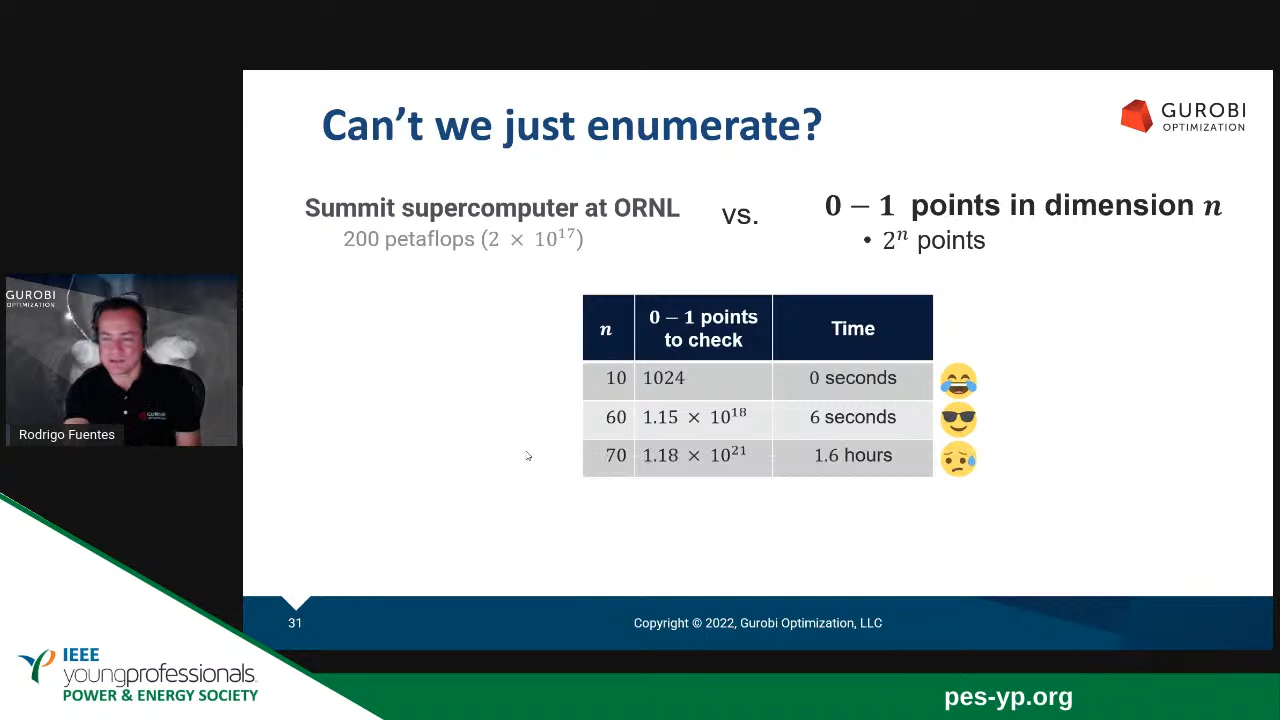 Can't we just enumerate?
GUROBI
OPTIMIZATION
Summit supercomputer at ORNL
200 petaflops (2 × 10¹⁷)
vs.
0 − 1 points in dimension n
• 2ⁿ points
n
0 − 1 points
to check
Time
10 1024 0 seconds
60 1.15 × 10¹⁸ 6 seconds
70 1.18 × 10²¹ 1.6 hours
GUROBI
OPTIMIZATION
GUROBI
Rodrigo Fuentes
31
Copyright © 2022, Gurobi Optimization, LLC
IEEE
youngprofessionals
POWER & ENERGY SOCIETY
pes-yp.org